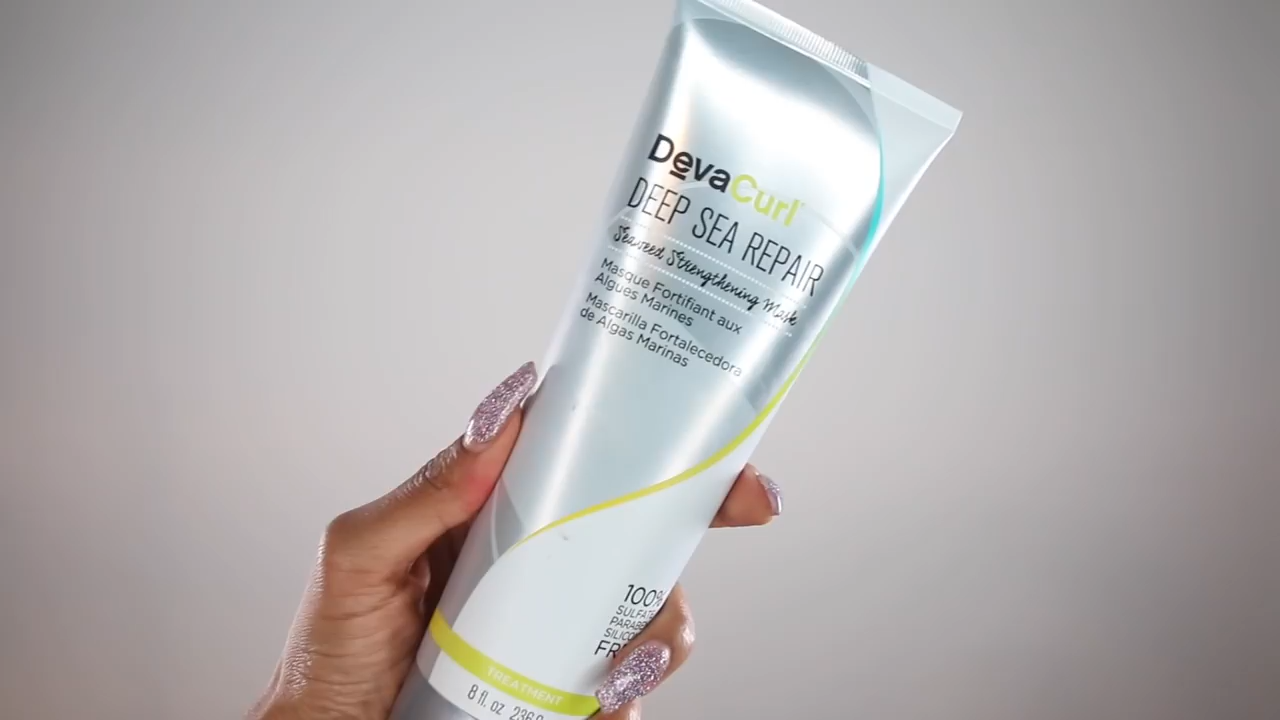 DevaCurl
DEEP SEA REPAIR
Seaweed Strengthening Mask
Masque Fortifiant aux
Algues Marines
Mascarilla Fortalecedora
de Algas Marinas
100%
TREATMENT
8 fl. oz